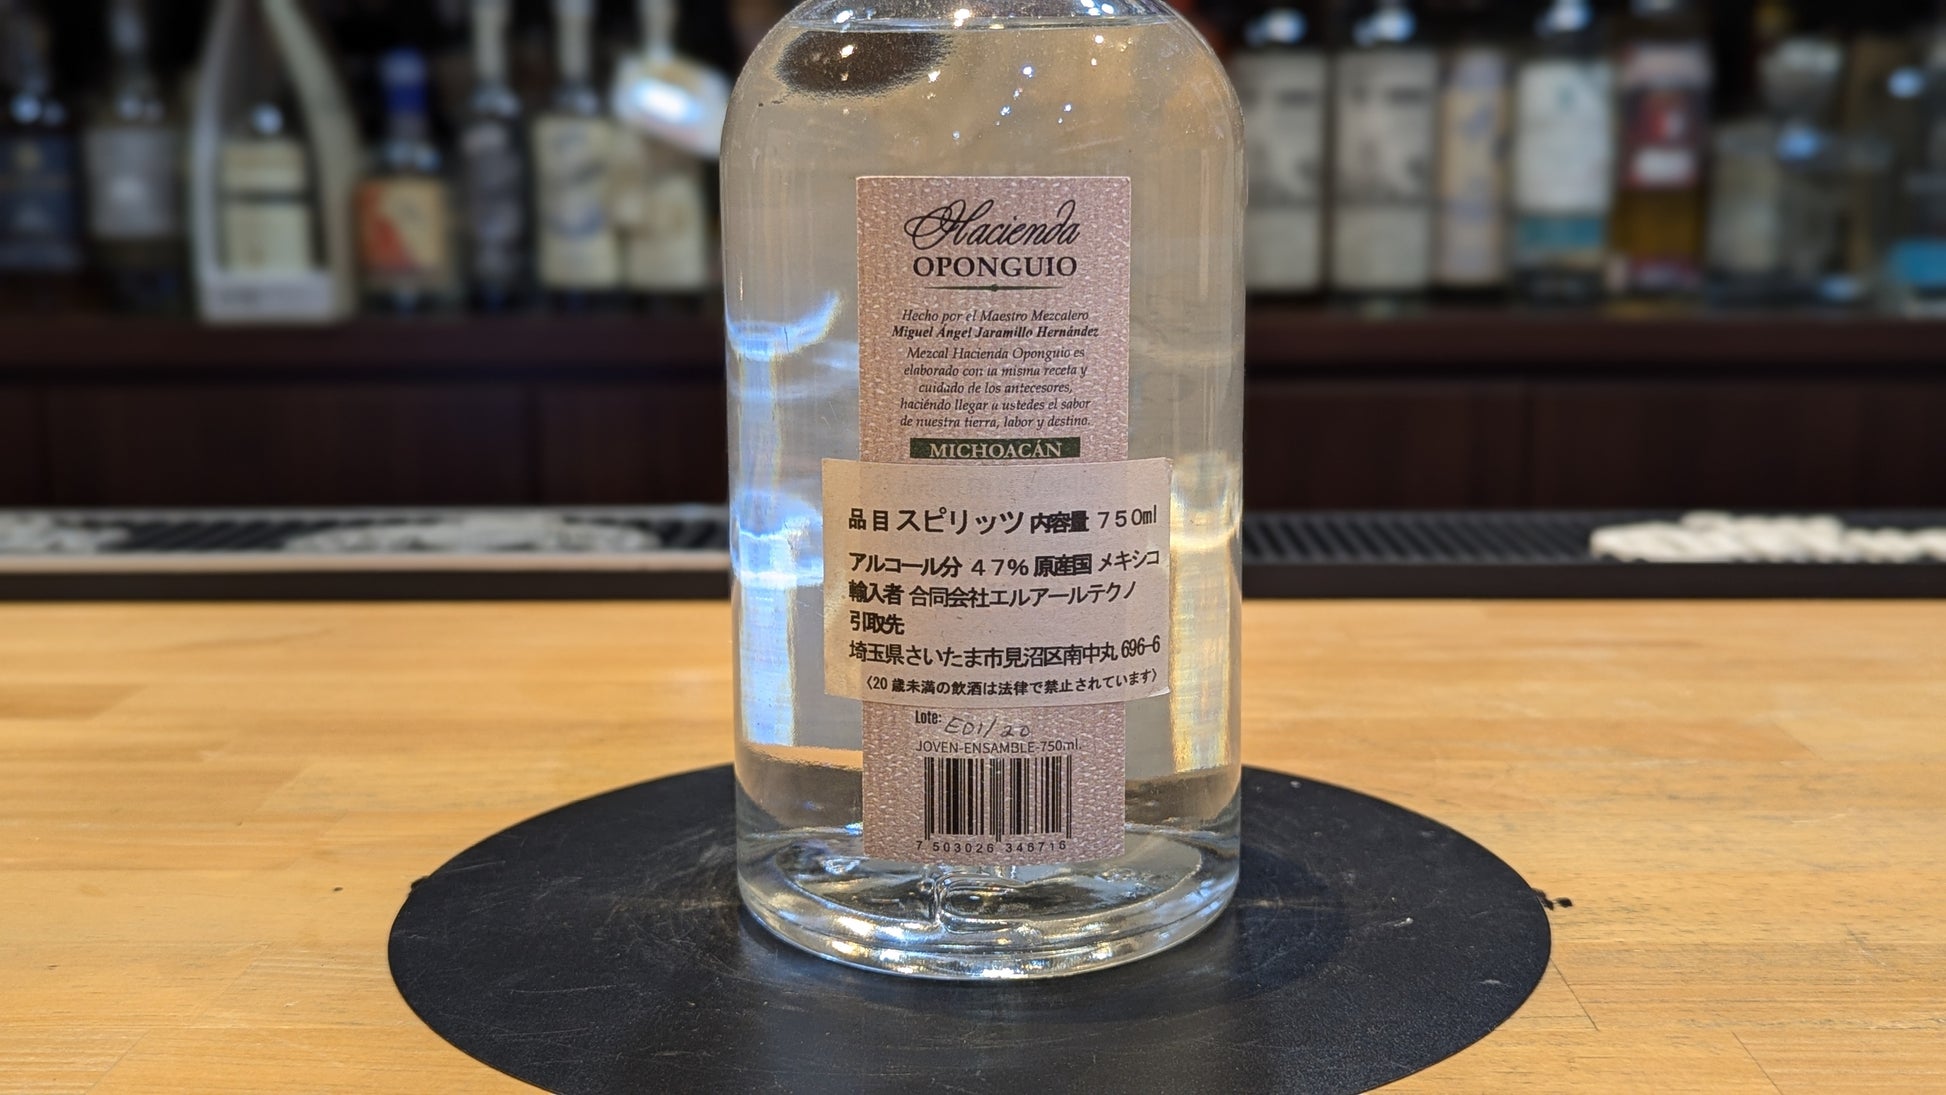 Hacienda
OPONGUIO
Hecho por el Maestro Mezcalero
Miguel Ángel Jaramillo Hernández
Mezcal Hacienda Oponguio es
elaborado con la misma receta y
cuidado de los antecesores,
haciéndo llegar a ustedes el sabor
de nuestra tierra, labor y destino.
MICHOACÁN
品目 スピリッツ 内容量 750ml
アルコール分 47% 原産国 メキシコ
輸入者 合同会社エルアールテクノ
引取先
埼玉県さいたま市見沼区南中丸 696-6
〈20 歳未満の飲酒は法律で禁止されています〉
Lote: E01/20
JOVEN-ENSAMBLE-750ml.
7 503026 346716